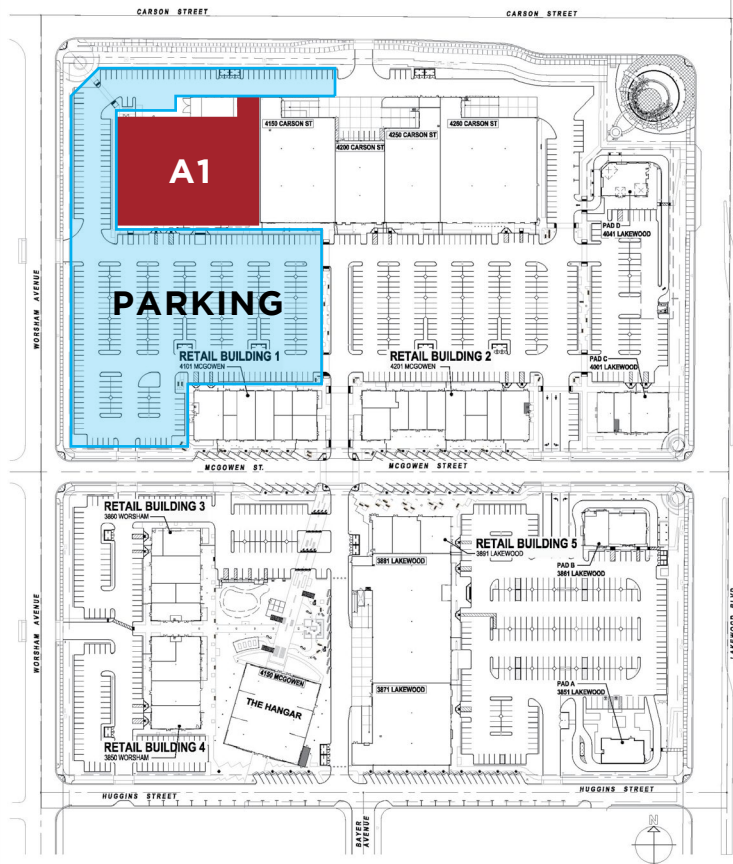 CARSON STREET
CARSON STREET
4150 CARSON ST
4200 CARSON ST
4250 CARSON ST
4260 CARSON ST
A1
PAD D
4041 LAKEWOOD
WORSHAM AVENUE
PARKING
RETAIL BUILDING 1
4101 MCGOWEN
RETAIL BUILDING 2
4201 MCGOWEN
PAD C
4001 LAKEWOOD
MCGOWEN ST.
MCGOWEN STREET
RETAIL BUILDING 3
3860 WORSHAM
RETAIL BUILDING 5
3891 LAKEWOOD
3881 LAKEWOOD
PAD B
3861 LAKEWOOD
WORSHAM AVENUE
LAKEWOOD BLVD
4150 MCGOWEN
THE HANGAR
3871 LAKEWOOD
PAD A
3851 LAKEWOOD
RETAIL BUILDING 4
3850 WORSHAM
HUGGINS STREET
HUGGINS STREET
BAYER
AVENUE
N